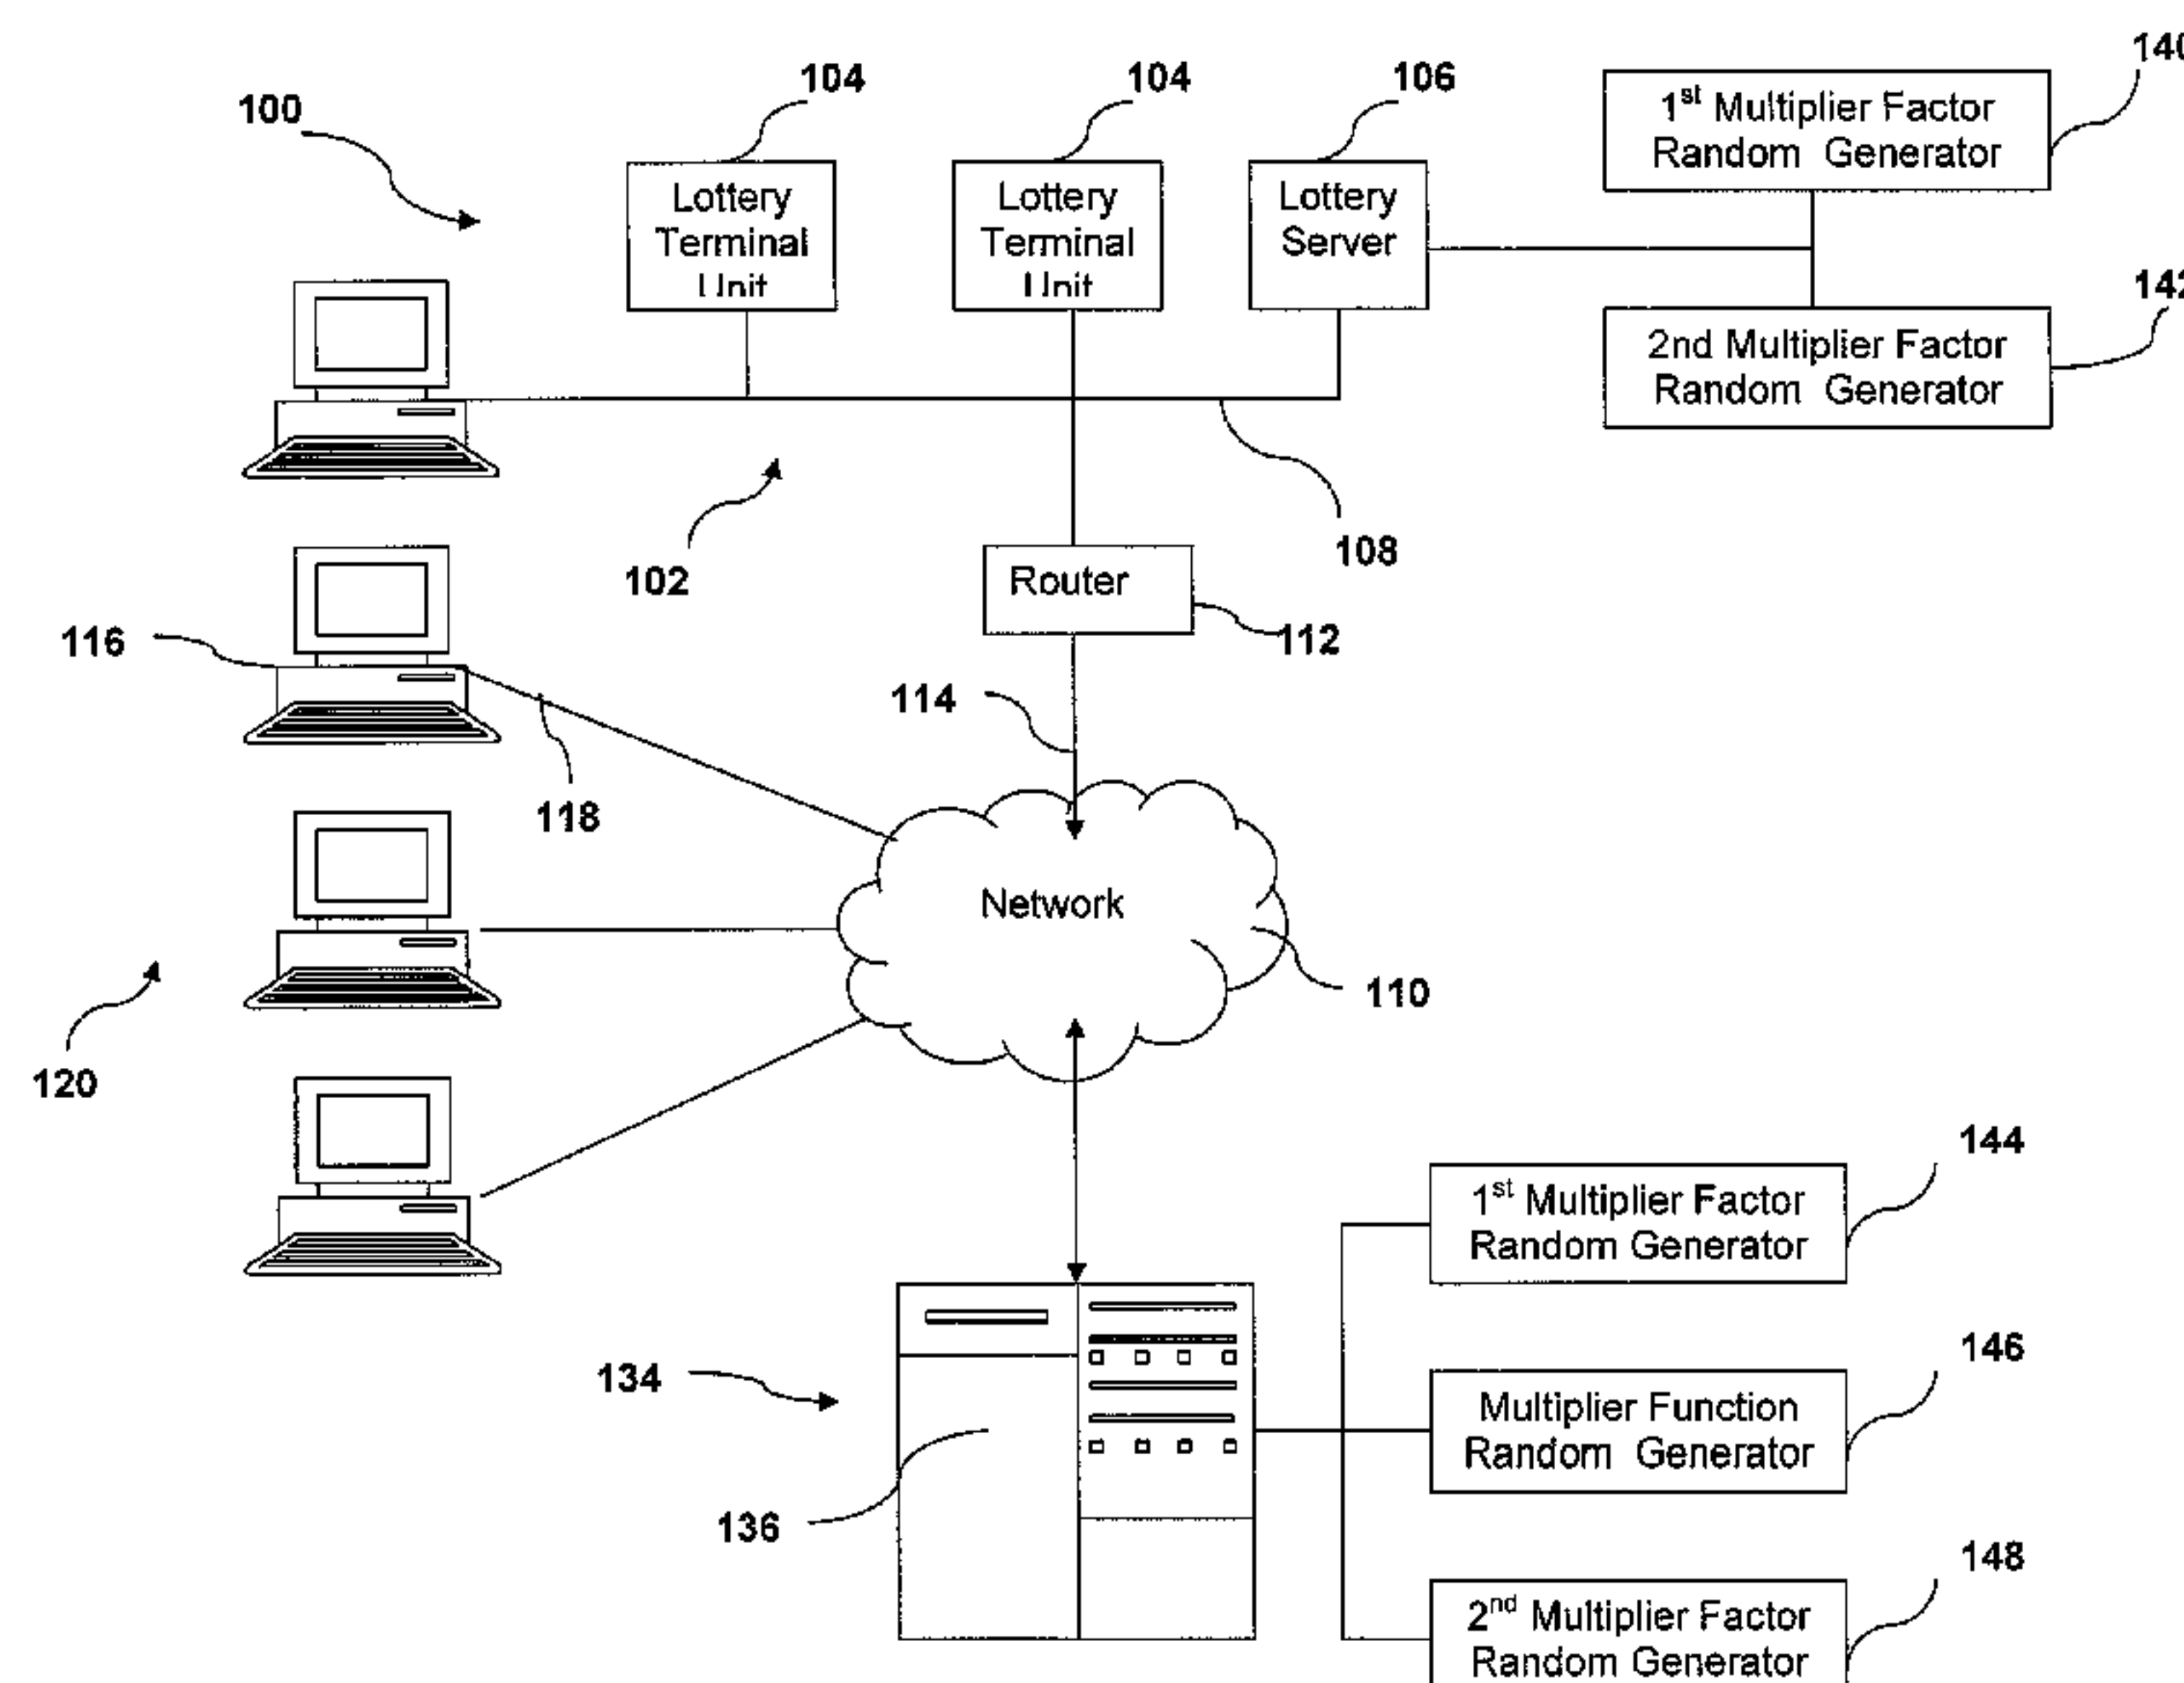 100
104
104
106
140
1st Multiplier Factor
Random Generator
Lottery
Terminal
Unit
Lottery
Terminal
Unit
Lottery
Server
142
2nd Multiplier Factor
Random Generator
102
108
Router
112
116
114
118
Network
110
120
144
1st Multiplier Factor
Random Generator
134
146
Multiplier Function
Random Generator
136
148
2nd Multiplier Factor
Random Generator